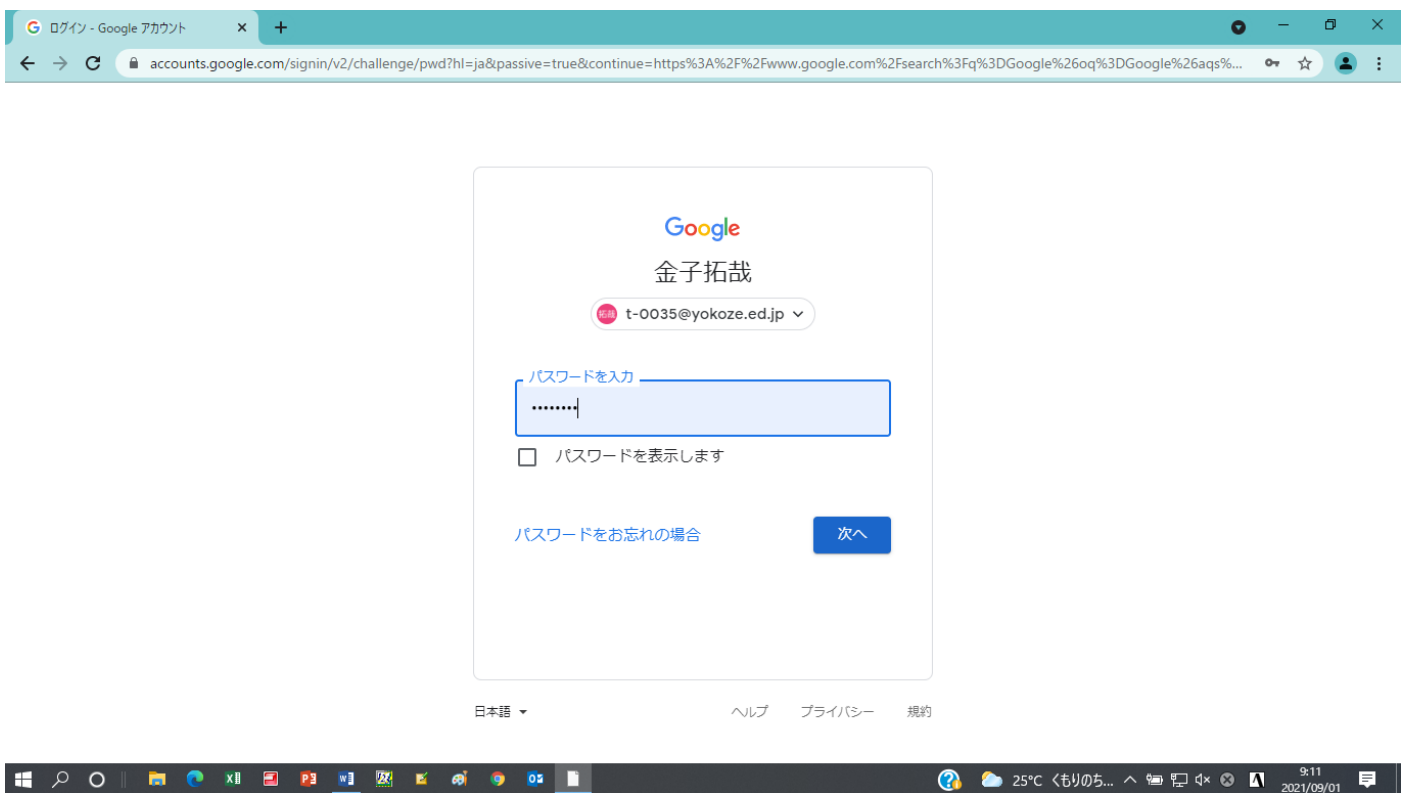 ログイン - Google アカウント
accounts.google.com/signin/v2/challenge/pwd?hl=ja&passive=true&continue=https%3A%2F%2Fwww.google.com%2Fsearch%3Fq%3DGoogle%26oq%3DGoogle%26aqs%...
Google
金子拓哉
拓哉 t-0035@yokoze.ed.jp
パスワードを入力
••••••••
パスワードを表示します
パスワードをお忘れの場合 次へ
日本語 ヘルプ プライバシー 規約
25°C くもりのち... 9:11
2021/09/01